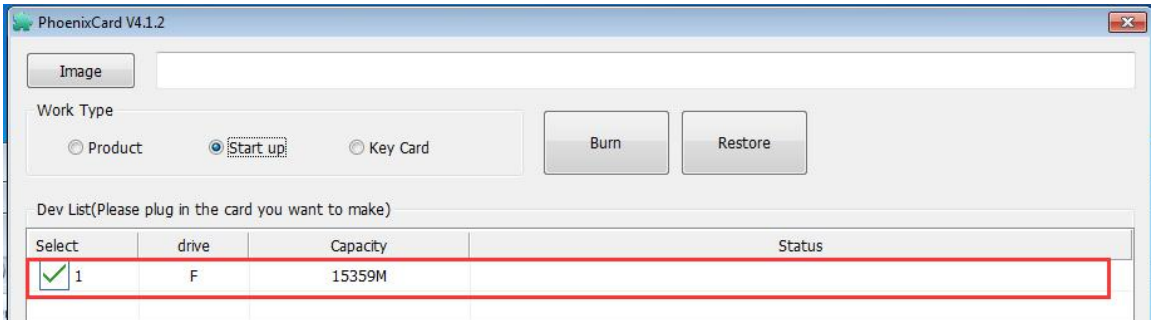 PhoenixCard V4.1.2
Image
Work Type
Product Start up Key Card
Burn Restore
Dev List(Please plug in the card you want to make)
Select drive Capacity Status
1 F 15359M